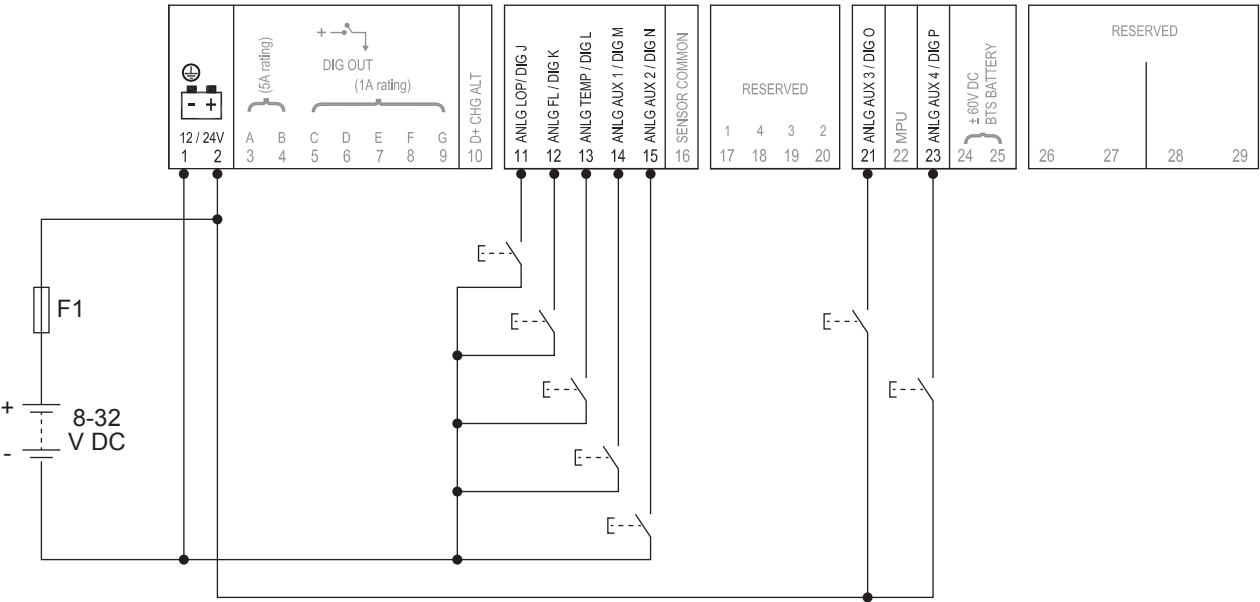 - +
12 / 24V
1 2
(5A rating)
DIG OUT
(1A rating)
+
A B C D E F G
3 4 5 6 7 8 9
D+ CHG ALT
10
ANLG LOP/ DIG J
11
ANLG FL / DIG K
12
ANLG TEMP / DIG L
13
ANLG AUX 1 / DIG M
14
ANLG AUX 2 / DIG N
15
SENSOR COMMON
16
RESERVED
1 4 3 2
17 18 19 20
ANLG AUX 3 / DIG O
21
MPU
22
ANLG AUX 4 / DIG P
23
± 60V DC
BTS BATTERY
24 25
RESERVED
26 27 28 29
F1
+
8-32
V DC
-